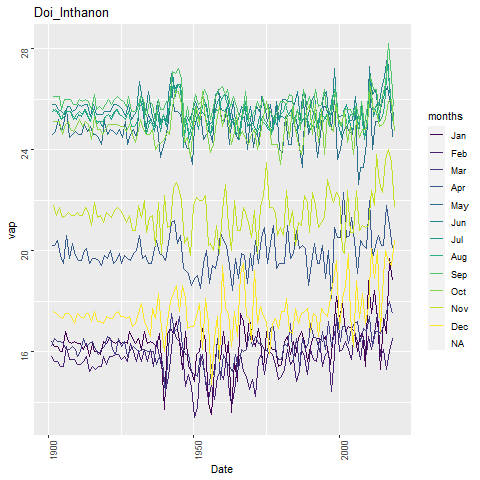 Doi_Inthanon
28
24
20
16
vap
1900
1950
2000
Date
months
Jan
Feb
Mar
Apr
May
Jun
Jul
Aug
Sep
Oct
Nov
Dec
NA